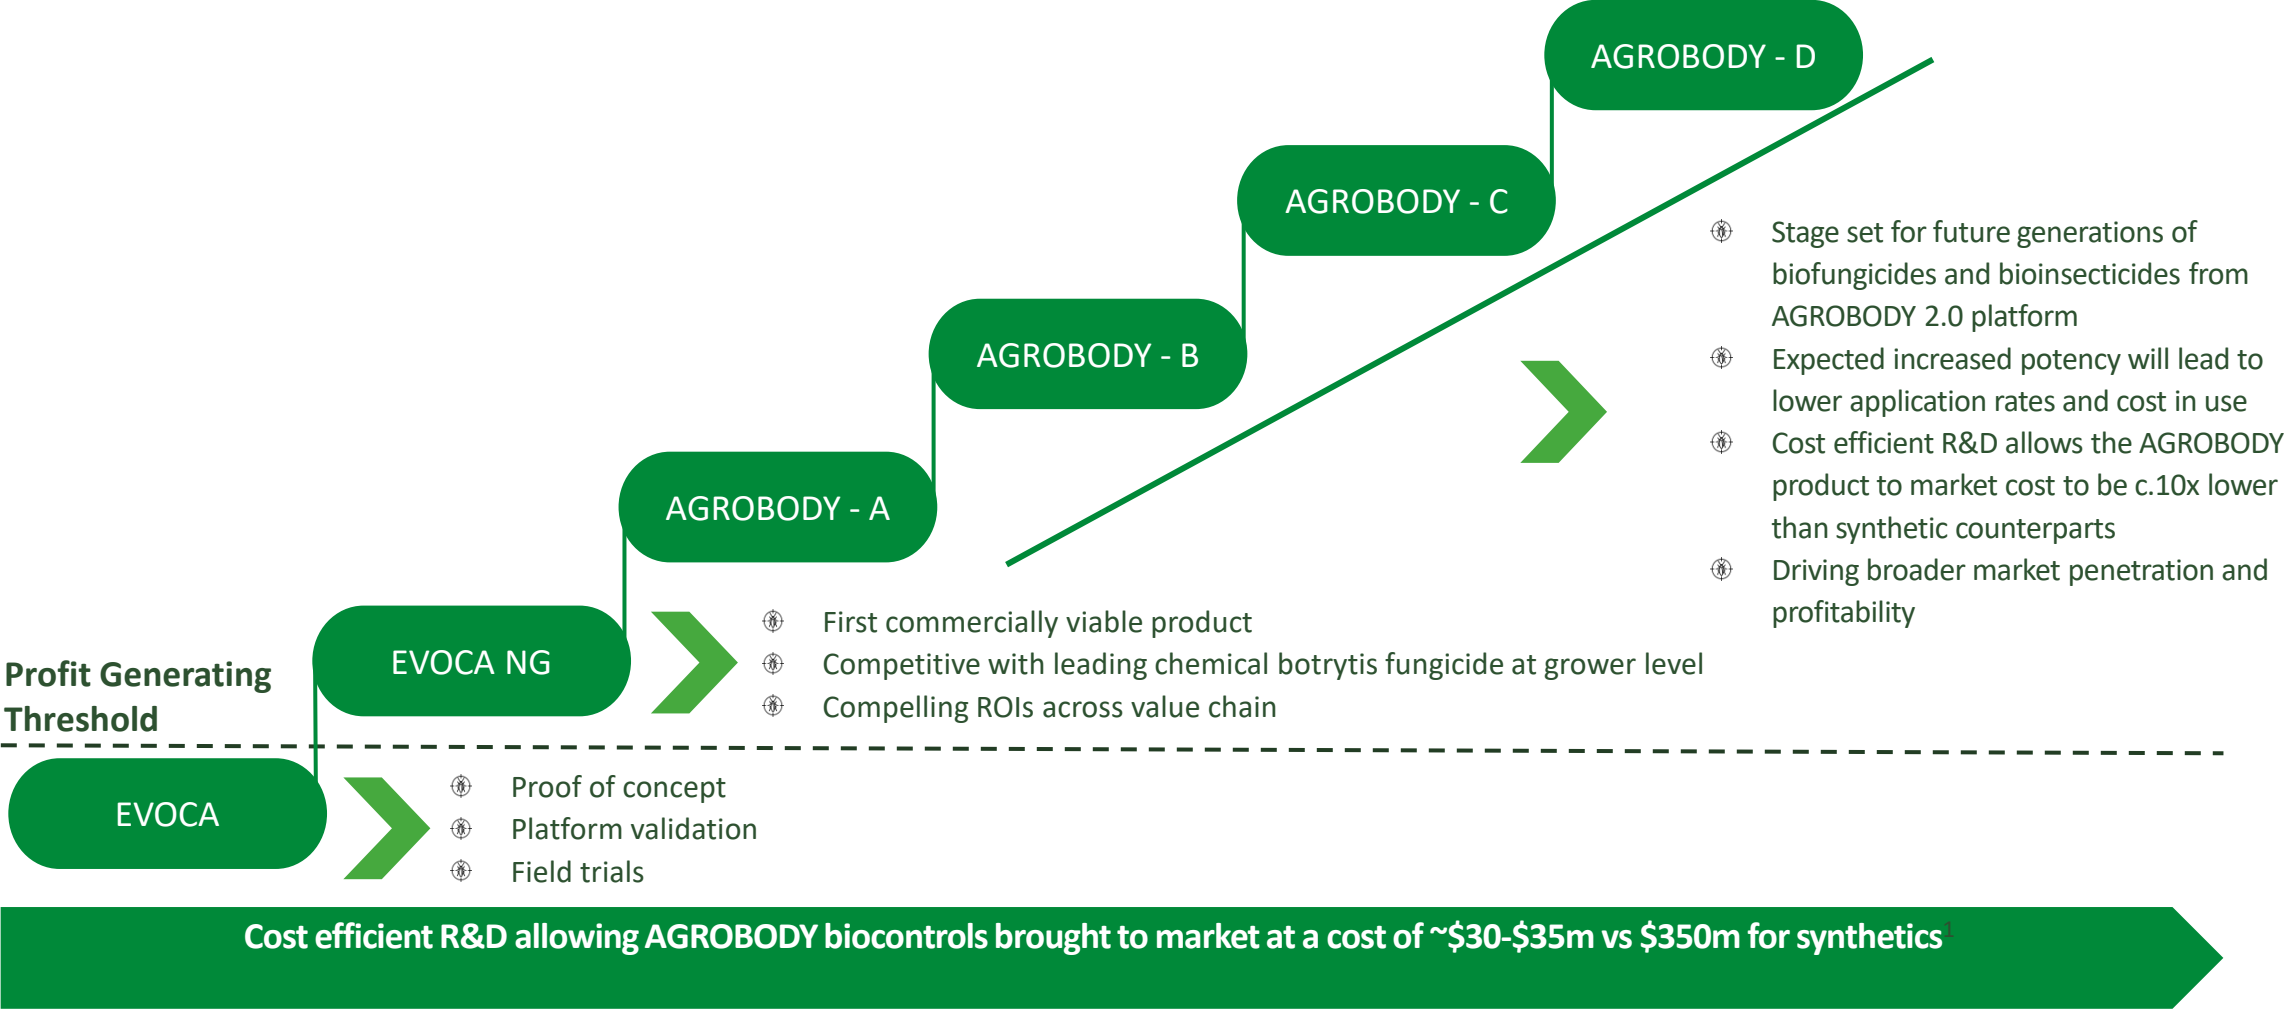 AGROBODY - D
AGROBODY - C
AGROBODY - B
AGROBODY - A
Stage set for future generations of
biofungicides and bioinsecticides from
AGROBODY 2.0 platform
Expected increased potency will lead to
lower application rates and cost in use
Cost efficient R&D allows the AGROBODY
product to market cost to be c.10x lower
than synthetic counterparts
Driving broader market penetration and
profitability
EVOCA NG
First commercially viable product
Competitive with leading chemical botrytis fungicide at grower level
Compelling ROIs across value chain
Profit Generating
Threshold
EVOCA
Proof of concept
Platform validation
Field trials
Cost efficient R&D allowing AGROBODY biocontrols brought to market at a cost of ~$30-$35m vs $350m for synthetics1